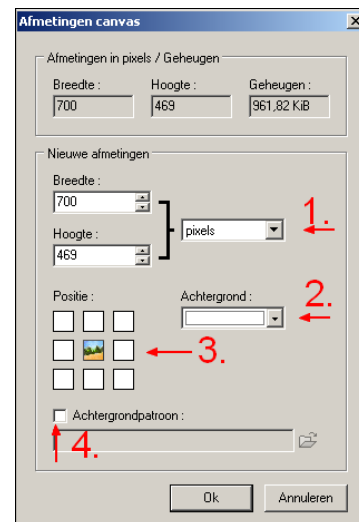 Afmetingen canvas
Afmetingen in pixels / Geheugen
Breedte : Hoogte : Geheugen :
700 469 961,82 KiB
Nieuwe afmetingen
Breedte :
700
pixels 1.
Hoogte :
469
Positie : Achtergrond : 2.
3.
Achtergrondpatroon :
4.
Ok Annuleren